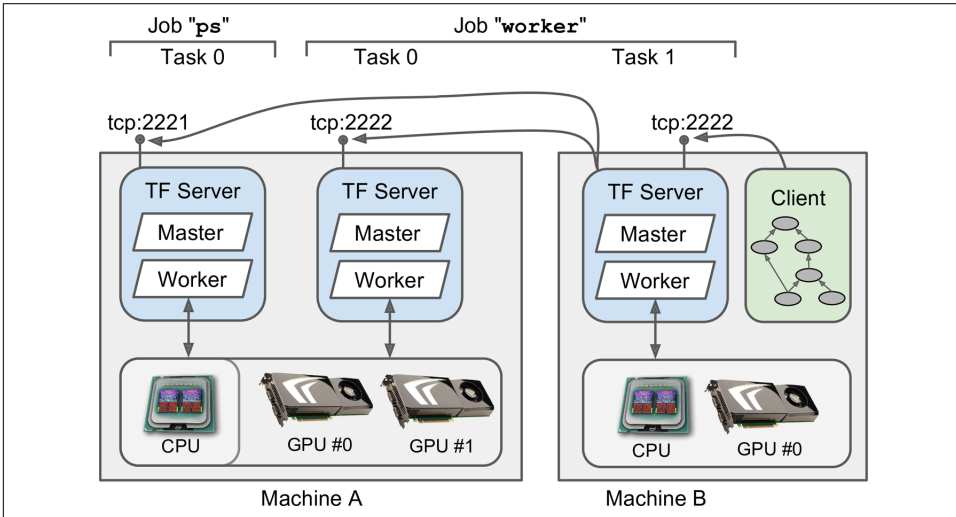 Job "ps" Job "worker"
Task 0 Task 0 Task 1
tcp:2221 tcp:2222 tcp:2222
TF Server TF Server TF Server Client
Master Master Master
Worker Worker Worker
CPU GPU #0 GPU #1 CPU GPU #0
Machine A Machine B